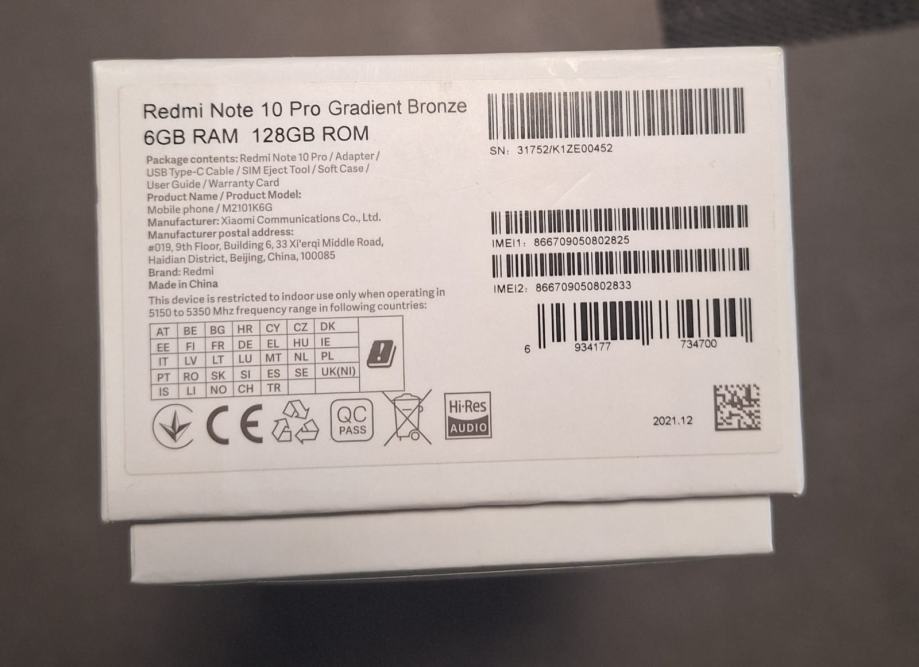 Redmi Note 10 Pro Gradient Bronze
6GB RAM 128GB ROM
Package contents: Redmi Note 10 Pro / Adapter /
USB Type-C Cable / SIM Eject Tool / Soft Case /
User Guide / Warranty Card
Product Name / Product Model:
Mobile phone / M2101K6G
Manufacturer: Xiaomi Communications Co., Ltd.
Manufacturer postal address:
#019, 9th Floor, Building 6, 33 Xi'erqi Middle Road,
Haidian District, Beijing, China, 100085
Brand: Redmi
Made in China
This device is restricted to indoor use only when operating in
5150 to 5350 Mhz frequency range in following countries:
AT BE BG HR CY CZ DK
EE FI FR DE EL HU IE
IT LV LT LU MT NL PL
PT RO SK SI ES SE UK(NI)
IS LI NO CH TR
CE
QC
PASS
Hi-Res
AUDIO
SN: 31752/K1ZE00452
IMEI1: 866709050802825
IMEI2: 866709050802833
6 934177 734700
2021.12